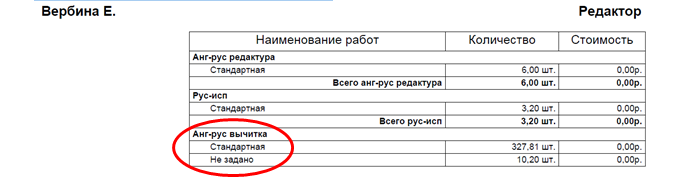 Вербина Е. Редактор
Наименование работ Количество Стоимость
Анг-рус редактура
Стандартная 6,00 шт. 0,00р.
Всего анг-рус редактура 6,00 шт. 0,00р.
Рус-исп
Стандартная 3,20 шт. 0,00р.
Всего рус-исп 3,20 шт. 0,00р.
Анг-рус вычитка
Стандартная 327,81 шт. 0,00р.
Не задано 10,20 шт. 0,00р.